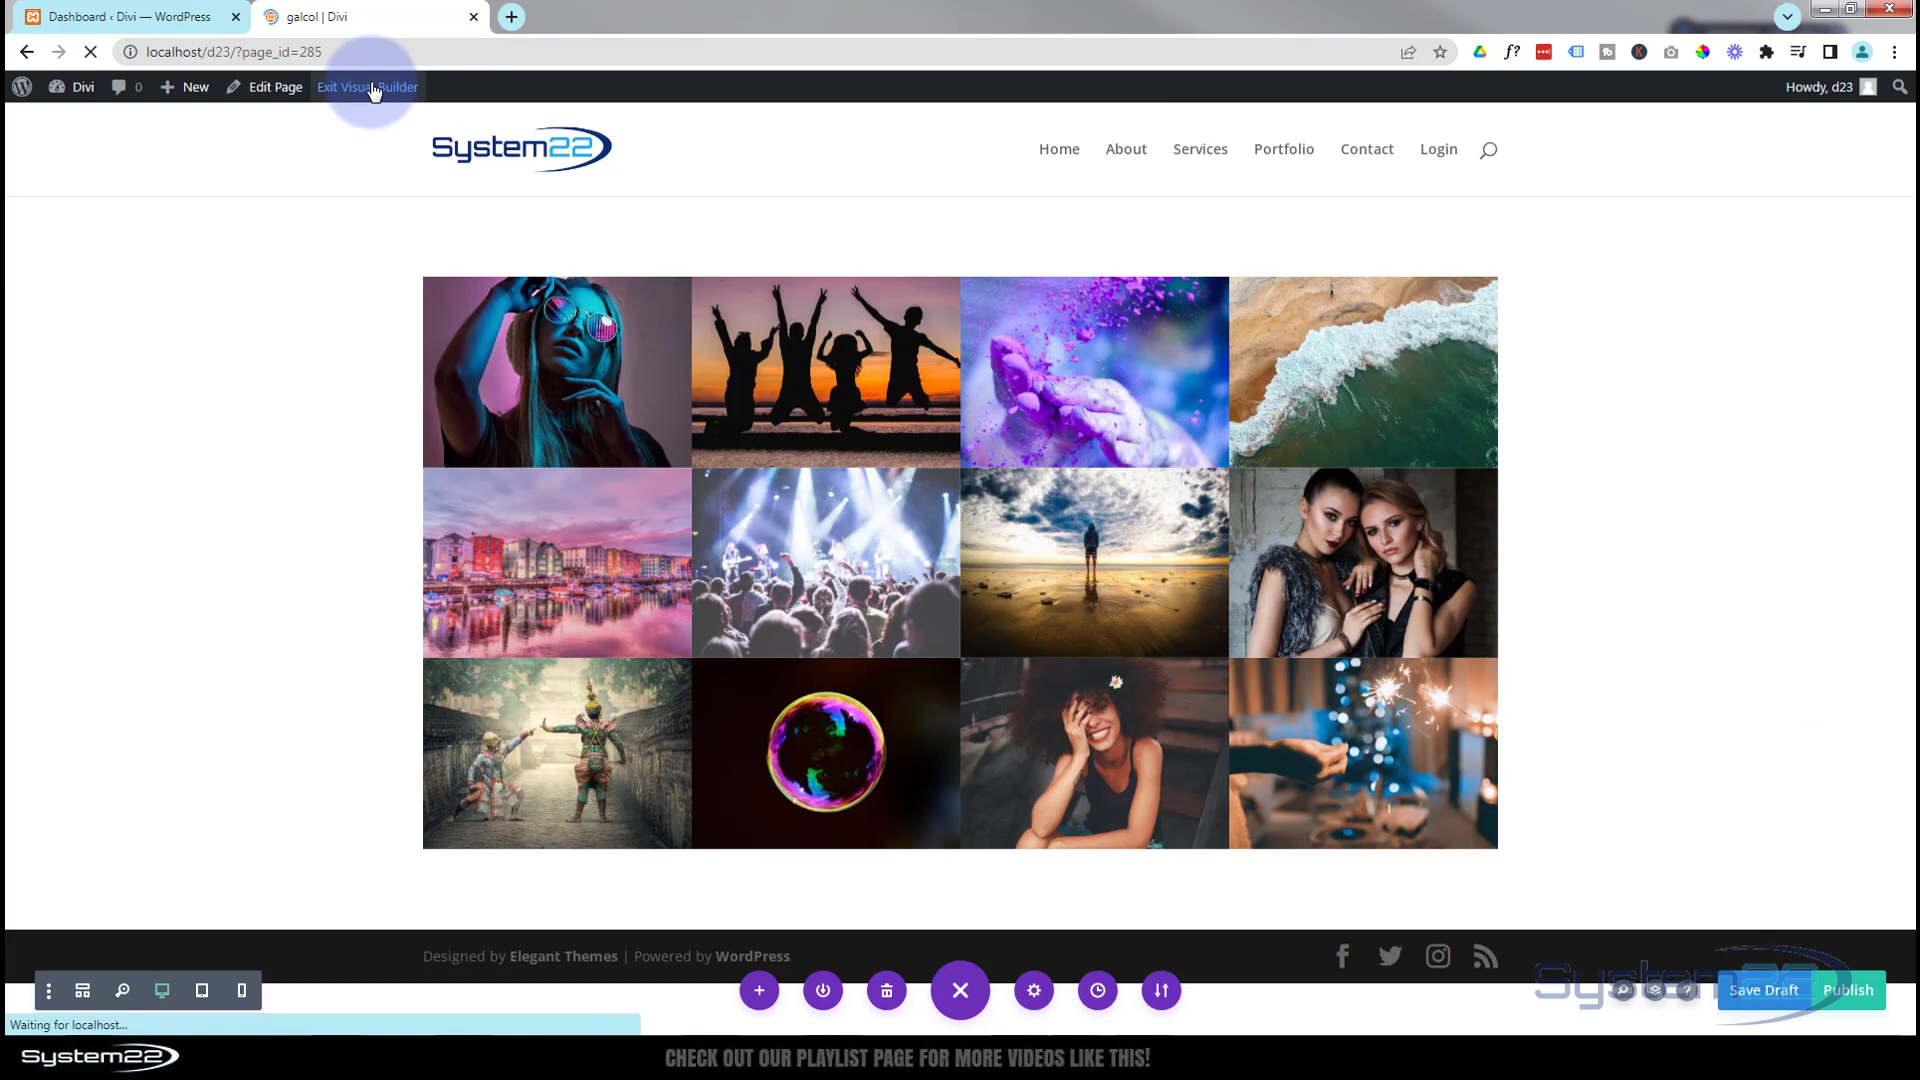 Dashboard ‹ Divi — WordPress
galcol | Divi
localhost/d23/?page_id=285
Divi
0
New
Edit Page
Exit Visual Builder
Howdy, d23
System22
Home
About
Services
Portfolio
Contact
Login
Designed by Elegant Themes | Powered by WordPress
System22
Save Draft
Publish
Waiting for localhost...
System22
CHECK OUT OUR PLAYLIST PAGE FOR MORE VIDEOS LIKE THIS!